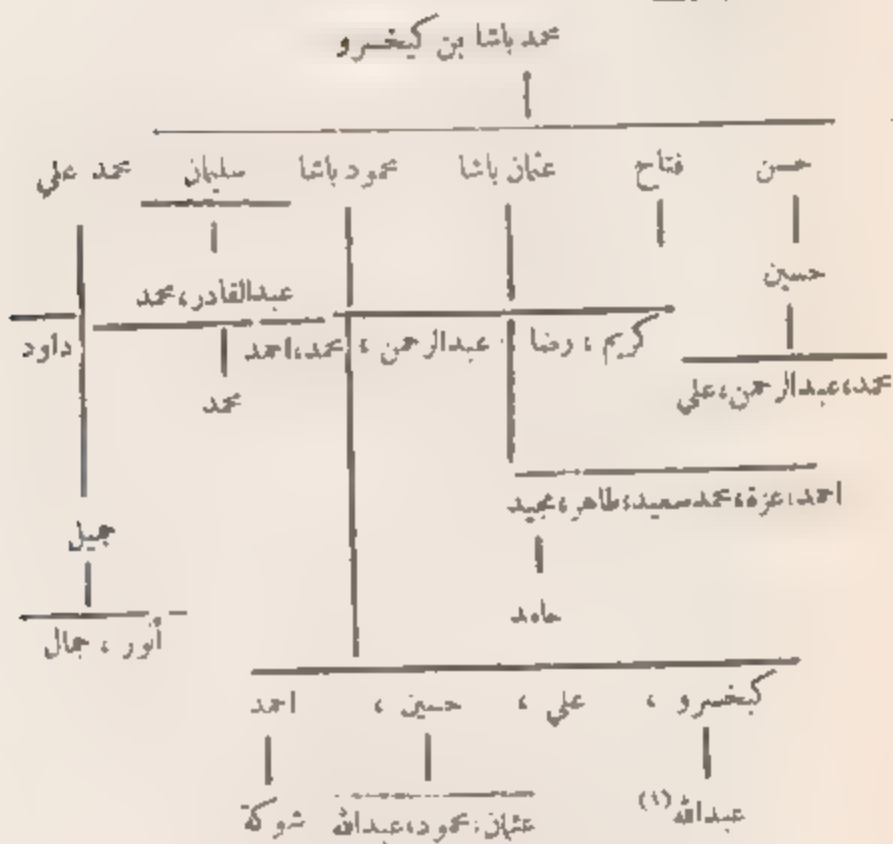 محمد باشا بن كيخسرو
حسن فتاح عثمان باشا محمود باشا سليمان محمد علي
حسين عبدالقادر،محمد
كريم ، رضا ، عبدالرحمن ، محمد،احمد داود
محمد،عبدالرحمن،علي محمد
احمد،عزة،محمدسعيد،طاهر،مجيد
جميل
حامد
أنور ، جمال
كيخسرو ، علي ، حسين ، احمد
عبدالله(١) عثمان،محمود،عبدالله شوكة